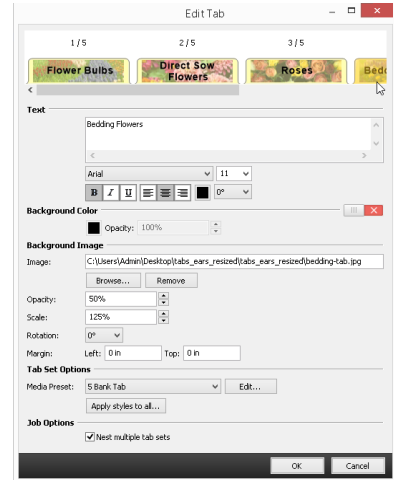 Edit Tab
1 / 5 2 / 5 3 / 5
Flower Bulbs Direct Sow Flowers Roses Bedd
Text
Bedding Flowers
Arial 11
B I U 0°
Background Color
Opacity: 100%
Background Image
Image: C:\Users\Admin\Desktop\tabs_ears_resized\tabs_ears_resized\bedding-tab.jpg
Browse... Remove
Opacity: 50%
Scale: 125%
Rotation: 0°
Margin: Left: 0 in Top: 0 in
Tab Set Options
Media Preset: 5 Bank Tab Edit...
Apply styles to all...
Job Options
Nest multiple tab sets
OK Cancel